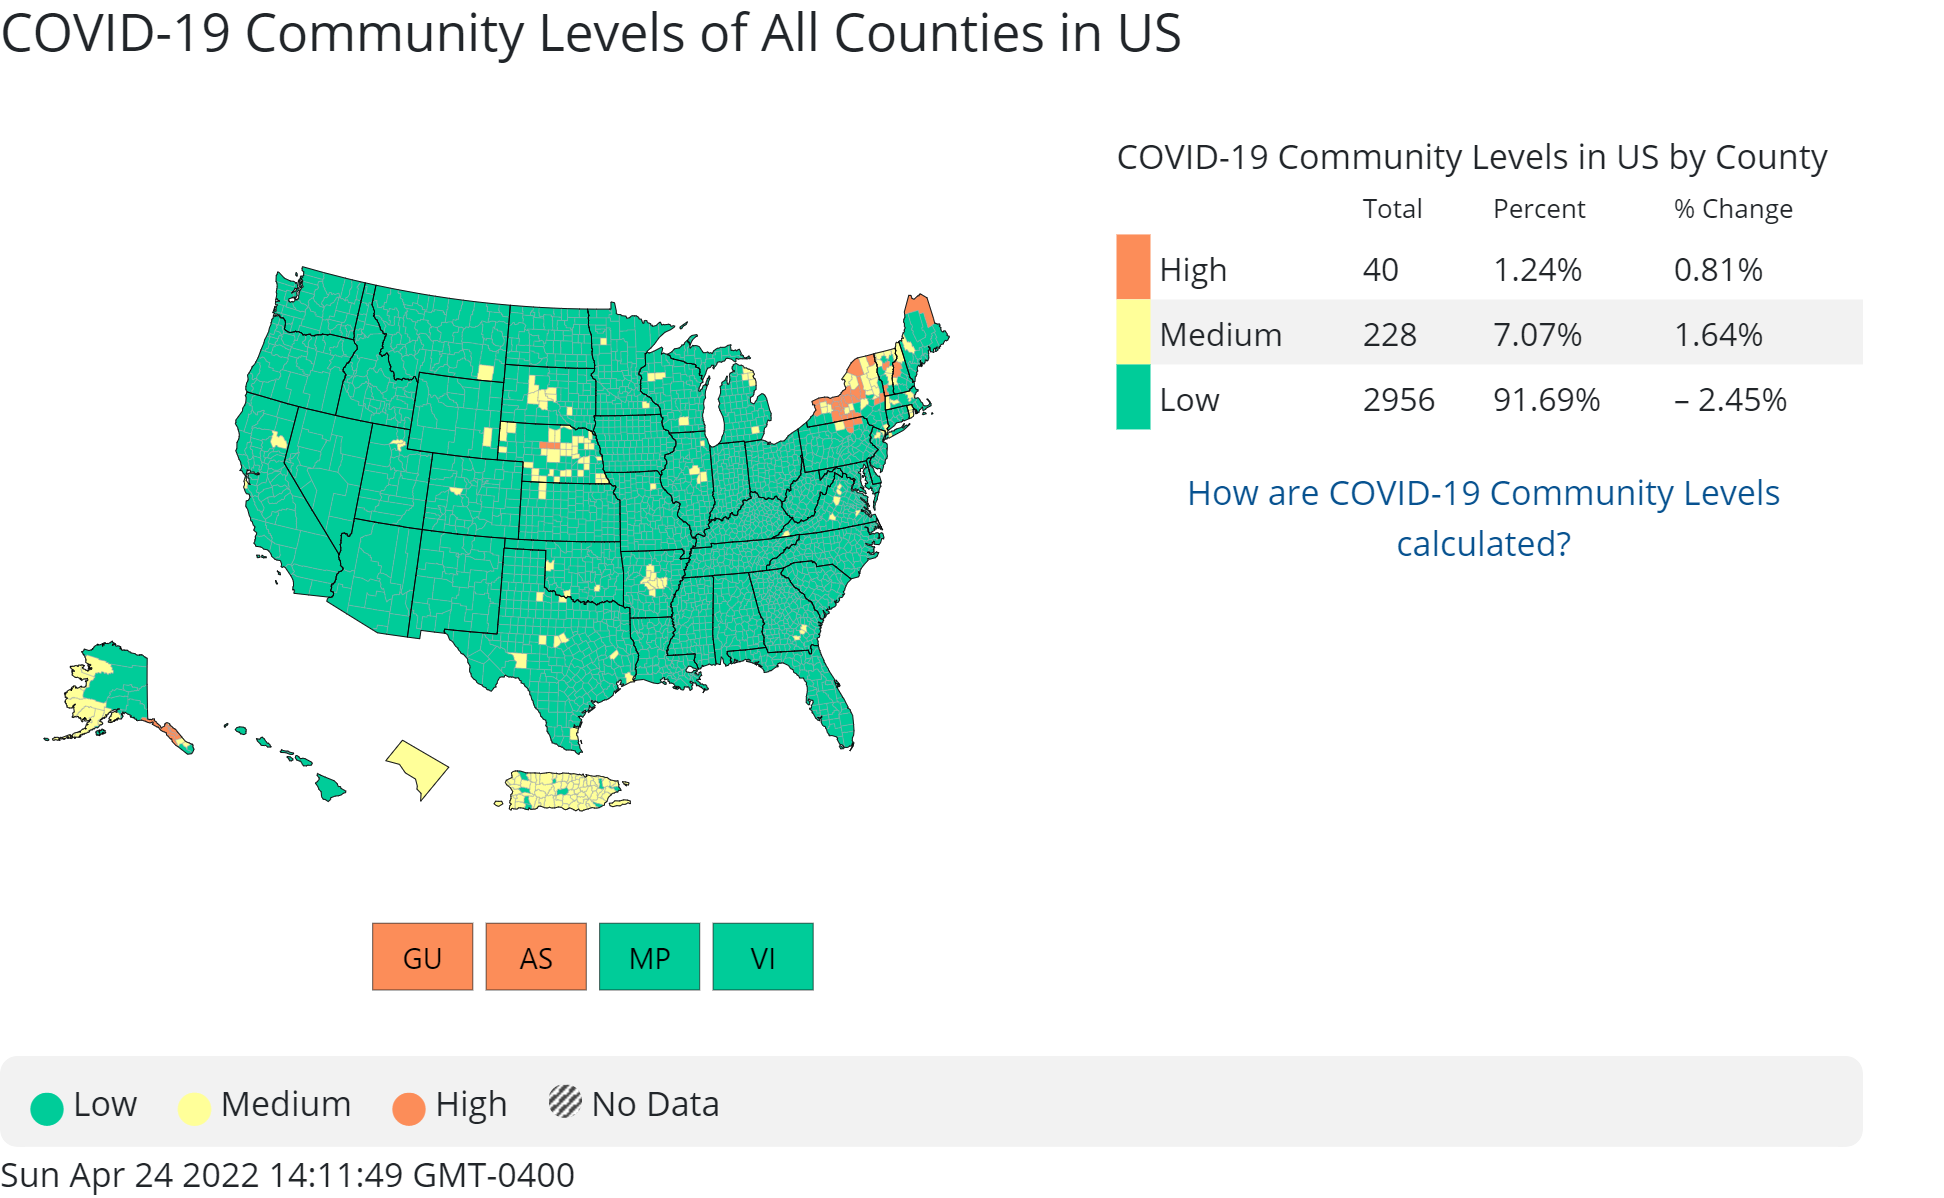 COVID-19 Community Levels of All Counties in US
COVID-19 Community Levels in US by County
Total Percent % Change
High 40 1.24% 0.81%
Medium 228 7.07% 1.64%
Low 2956 91.69% – 2.45%
How are COVID-19 Community Levels
calculated?
GU AS MP VI
Low Medium High No Data
Sun Apr 24 2022 14:11:49 GMT-0400